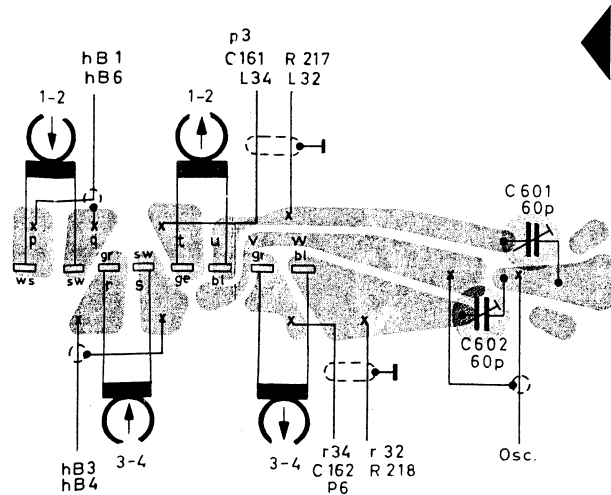 p3
hB1 C161 R217
hB6 L34 L32
1-2 1-2
C601
60p
p q t u v w
gr sw gr bl
ws sw r s ge bl
C602
60p
3-4 3-4
hB3 r34 r32 Osc.
hB4 C162 R218
P6